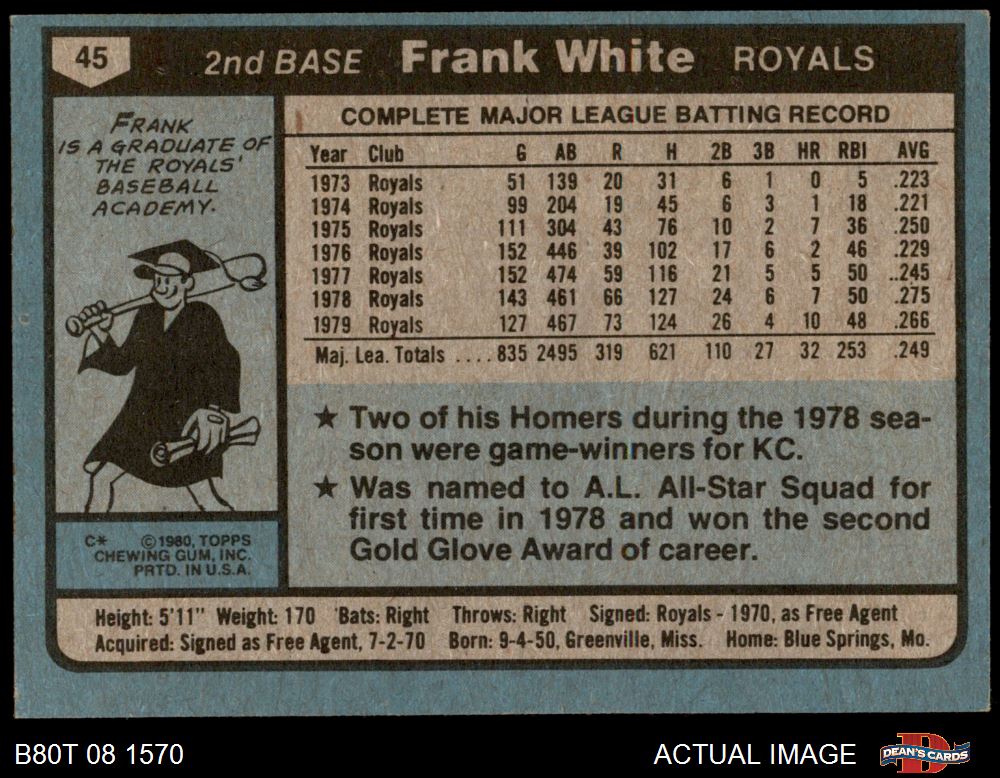 45
2nd BASE Frank White ROYALS
FRANK
IS A GRADUATE OF
THE ROYALS'
BASEBALL
ACADEMY.
C* ©1980, TOPPS
CHEWING GUM, INC.
PRTD. IN U.S.A.
COMPLETE MAJOR LEAGUE BATTING RECORD
Year Club G AB R H 2B 3B HR RBI AVG
1973 Royals 51 139 20 31 6 1 0 5 .223
1974 Royals 99 204 19 45 6 3 1 18 .221
1975 Royals 111 304 43 76 10 2 7 36 .250
1976 Royals 152 446 39 102 17 6 2 46 .229
1977 Royals 152 474 59 116 21 5 5 50 ..245
1978 Royals 143 461 66 127 24 6 7 50 .275
1979 Royals 127 467 73 124 26 4 10 48 .266
Maj. Lea. Totals .... 835 2495 319 621 110 27 32 253 .249
★ Two of his Homers during the 1978 sea-
son were game-winners for KC.
★ Was named to A.L. All-Star Squad for
first time in 1978 and won the second
Gold Glove Award of career.
Height: 5'11" Weight: 170 Bats: Right Throws: Right Signed: Royals - 1970, as Free Agent
Acquired: Signed as Free Agent, 7-2-70 Born: 9-4-50, Greenville, Miss. Home: Blue Springs, Mo.
B80T 08 1570 ACTUAL IMAGE D DEAN'S CARDS